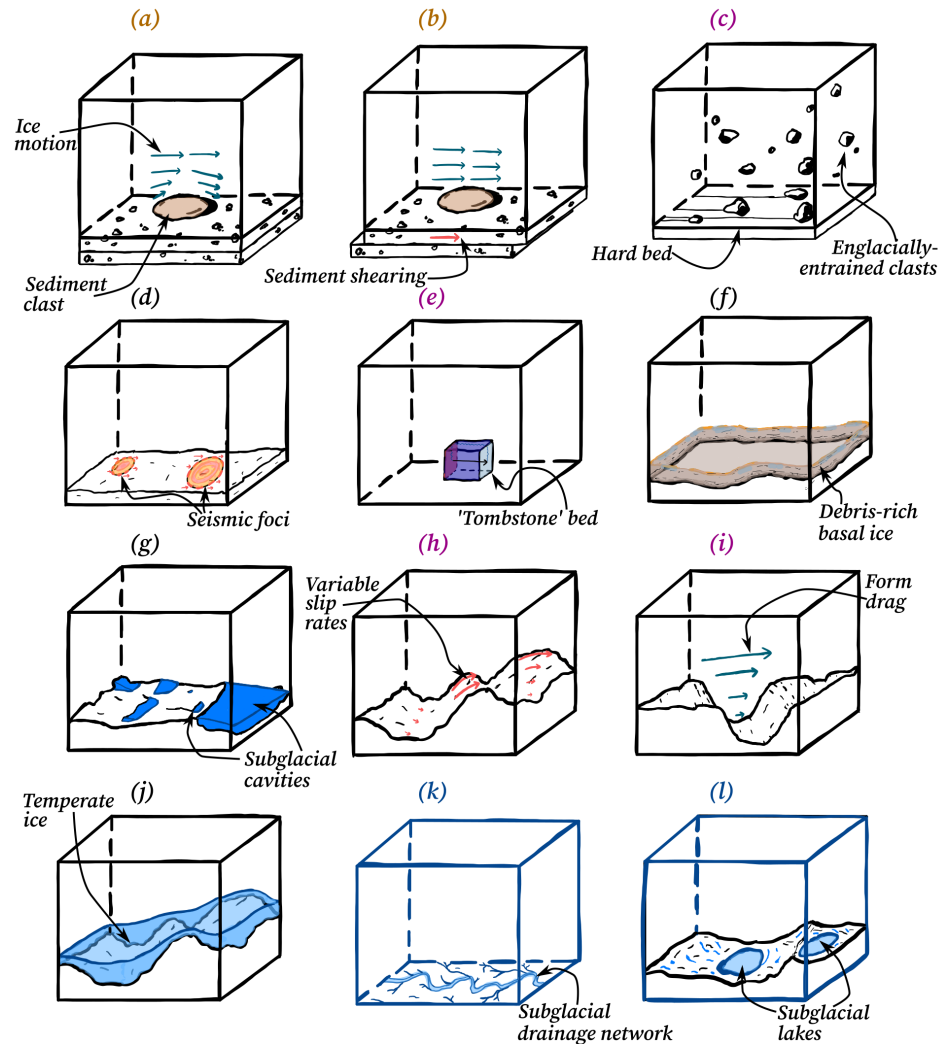 (a)
(b)
(c)
Ice
motion
Sediment
clast
Sediment shearing
Hard bed
Englacially-
entrained clasts
(d)
(e)
(f)
Seismic foci
'Tombstone' bed
Debris-rich
basal ice
(g)
(h)
(i)
Variable
slip
rates
Form
drag
Subglacial
cavities
(j)
(k)
(l)
Temperate
ice
Subglacial
drainage network
Subglacial
lakes